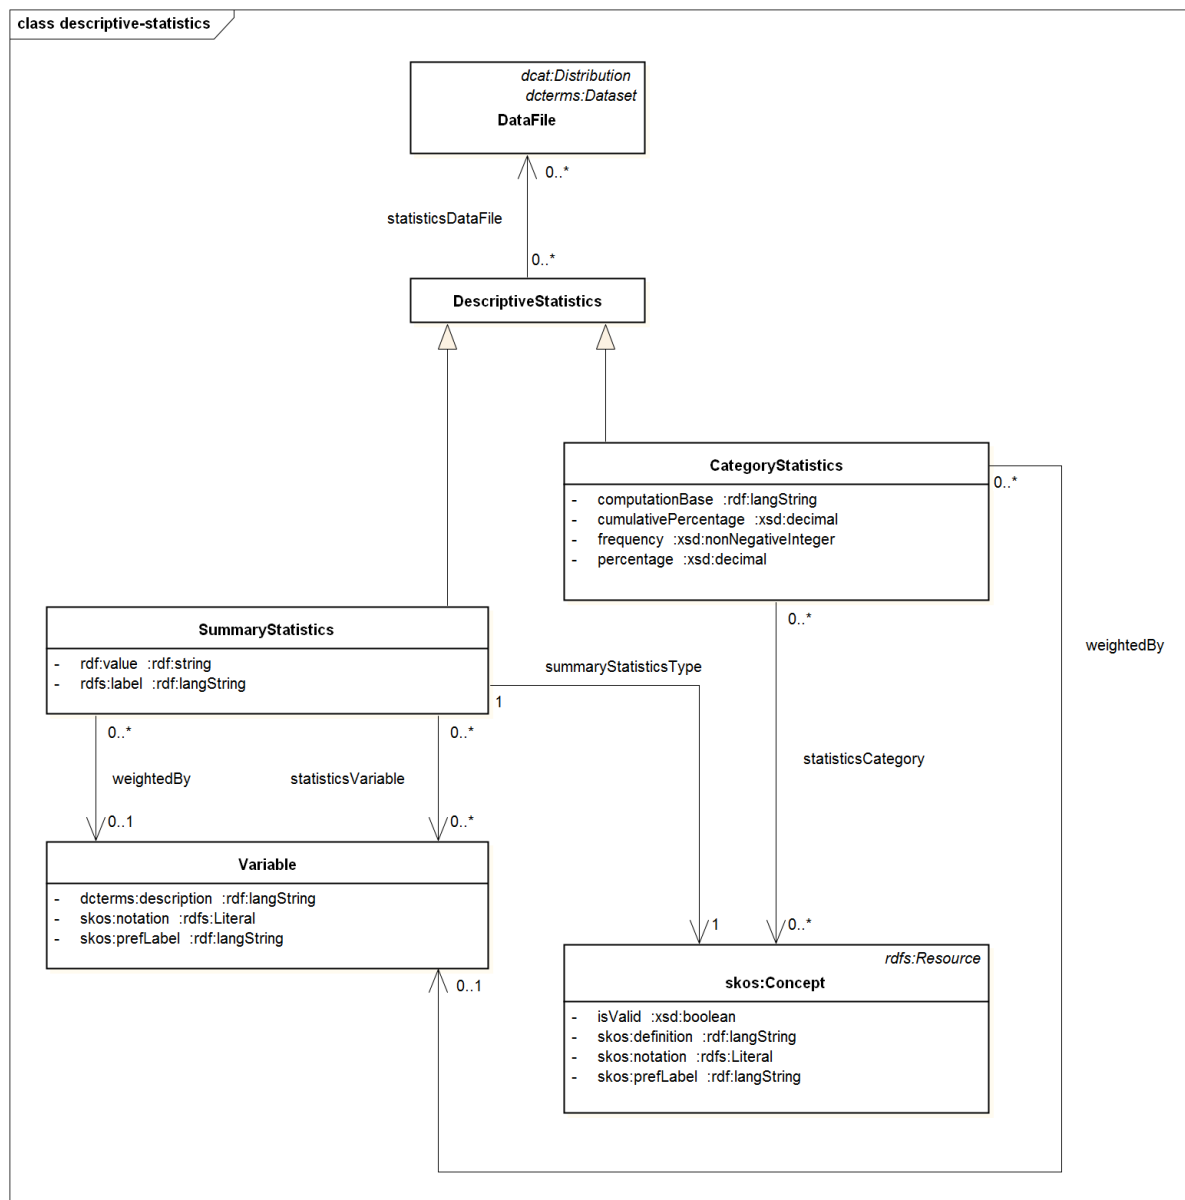 class descriptive-statistics
dcat:Distribution
dcterms:Dataset
DataFile
0..*
statisticsDataFile
0..*
DescriptiveStatistics
CategoryStatistics
- computationBase :rdf:langString
- cumulativePercentage :xsd:decimal
- frequency :xsd:nonNegativeInteger
- percentage :xsd:decimal
0..*
0..*
weightedBy
SummaryStatistics
- rdf:value :rdf:string
- rdfs:label :rdf:langString
summaryStatisticsType
1
0..*
0..*
weightedBy
statisticsVariable
statisticsCategory
0..1
0..*
Variable
- dcterms:description :rdf:langString
- skos:notation :rdfs:Literal
- skos:prefLabel :rdf:langString
1
0..*
0..1
rdfs:Resource
skos:Concept
- isValid :xsd:boolean
- skos:definition :rdf:langString
- skos:notation :rdfs:Literal
- skos:prefLabel :rdf:langString